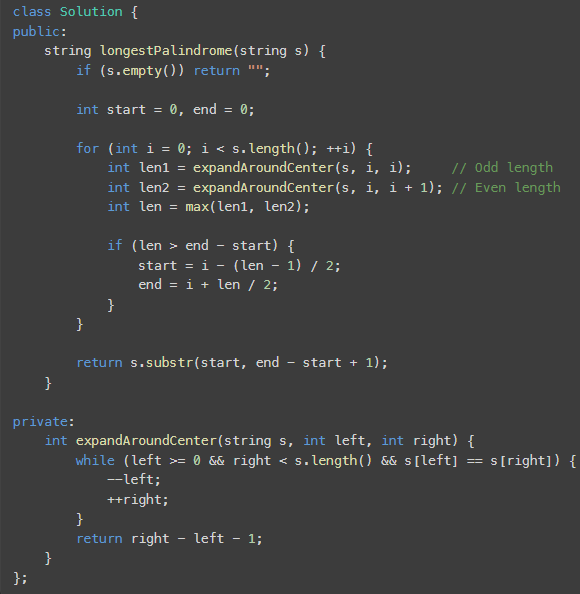 class Solution {
public:
    string longestPalindrome(string s) {
        if (s.empty()) return "";

        int start = 0, end = 0;

        for (int i = 0; i < s.length(); ++i) {
            int len1 = expandAroundCenter(s, i, i);     // Odd length
            int len2 = expandAroundCenter(s, i, i + 1); // Even length
            int len = max(len1, len2);

            if (len > end - start) {
                start = i - (len - 1) / 2;
                end = i + len / 2;
            }
        }

        return s.substr(start, end - start + 1);
    }

private:
    int expandAroundCenter(string s, int left, int right) {
        while (left >= 0 && right < s.length() && s[left] == s[right]) {
            --left;
            ++right;
        }
        return right - left - 1;
    }
};